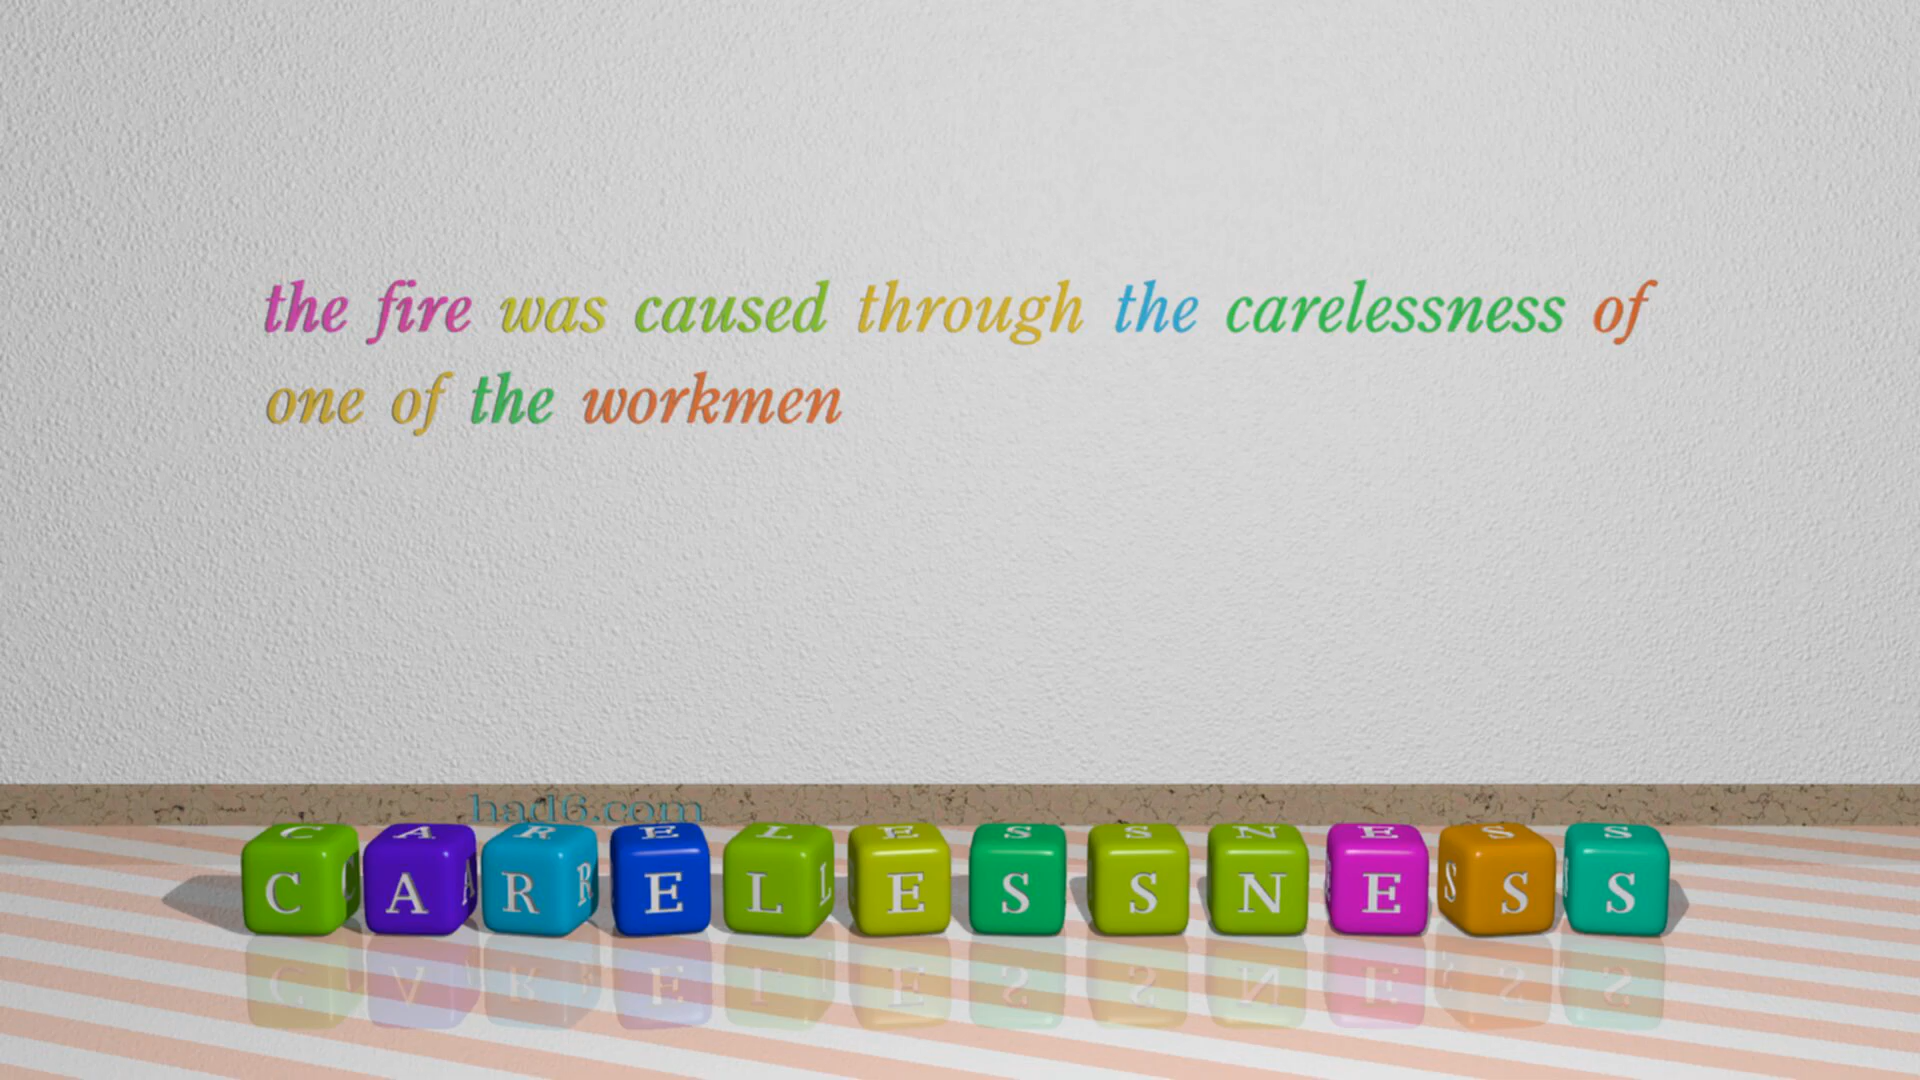 the fire was caused through the carelessness of
one of the workmen
had6.com
CARELESSNESS